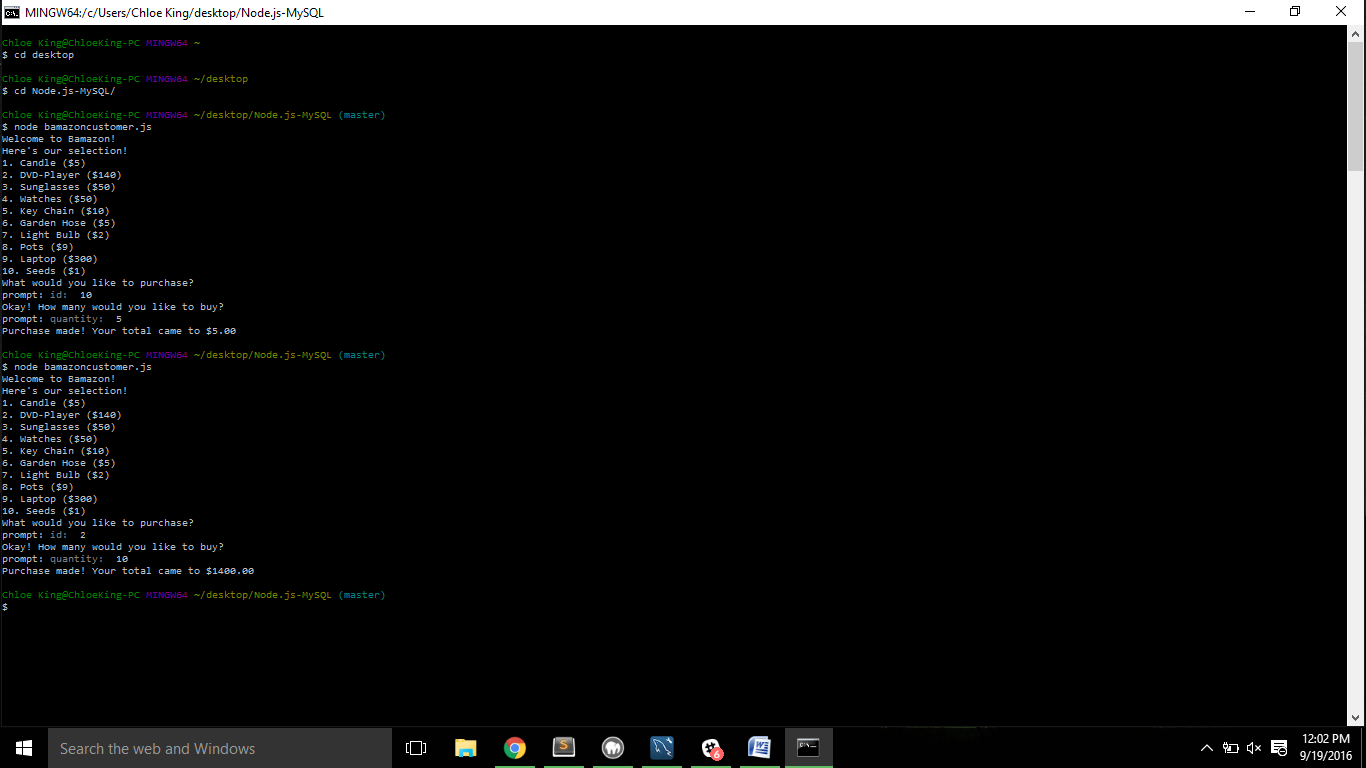 MINGW64:/c/Users/Chloe King/desktop/Node.js-MySQL
Chloe King@ChloeKing-PC MINGW64 ~
$ cd desktop
Chloe King@ChloeKing-PC MINGW64 ~/desktop
$ cd Node.js-MySQL/
Chloe King@ChloeKing-PC MINGW64 ~/desktop/Node.js-MySQL (master)
$ node bamazoncustomer.js
Welcome to Bamazon!
Here's our selection!
1. Candle ($5)
2. DVD-Player ($140)
3. Sunglasses ($50)
4. Watches ($50)
5. Key Chain ($10)
6. Garden Hose ($5)
7. Light Bulb ($2)
8. Pots ($9)
9. Laptop ($300)
10. Seeds ($1)
What would you like to purchase?
prompt: id:  10
Okay! How many would you like to buy?
prompt: quantity:  5
Purchase made! Your total came to $5.00
Chloe King@ChloeKing-PC MINGW64 ~/desktop/Node.js-MySQL (master)
$ node bamazoncustomer.js
Welcome to Bamazon!
Here's our selection!
1. Candle ($5)
2. DVD-Player ($140)
3. Sunglasses ($50)
4. Watches ($50)
5. Key Chain ($10)
6. Garden Hose ($5)
7. Light Bulb ($2)
8. Pots ($9)
9. Laptop ($300)
10. Seeds ($1)
What would you like to purchase?
prompt: id:  2
Okay! How many would you like to buy?
prompt: quantity:  10
Purchase made! Your total came to $1400.00
Chloe King@ChloeKing-PC MINGW64 ~/desktop/Node.js-MySQL (master)
$
Search the web and Windows
S
6
W
C:\.
12:02 PM
9/19/2016